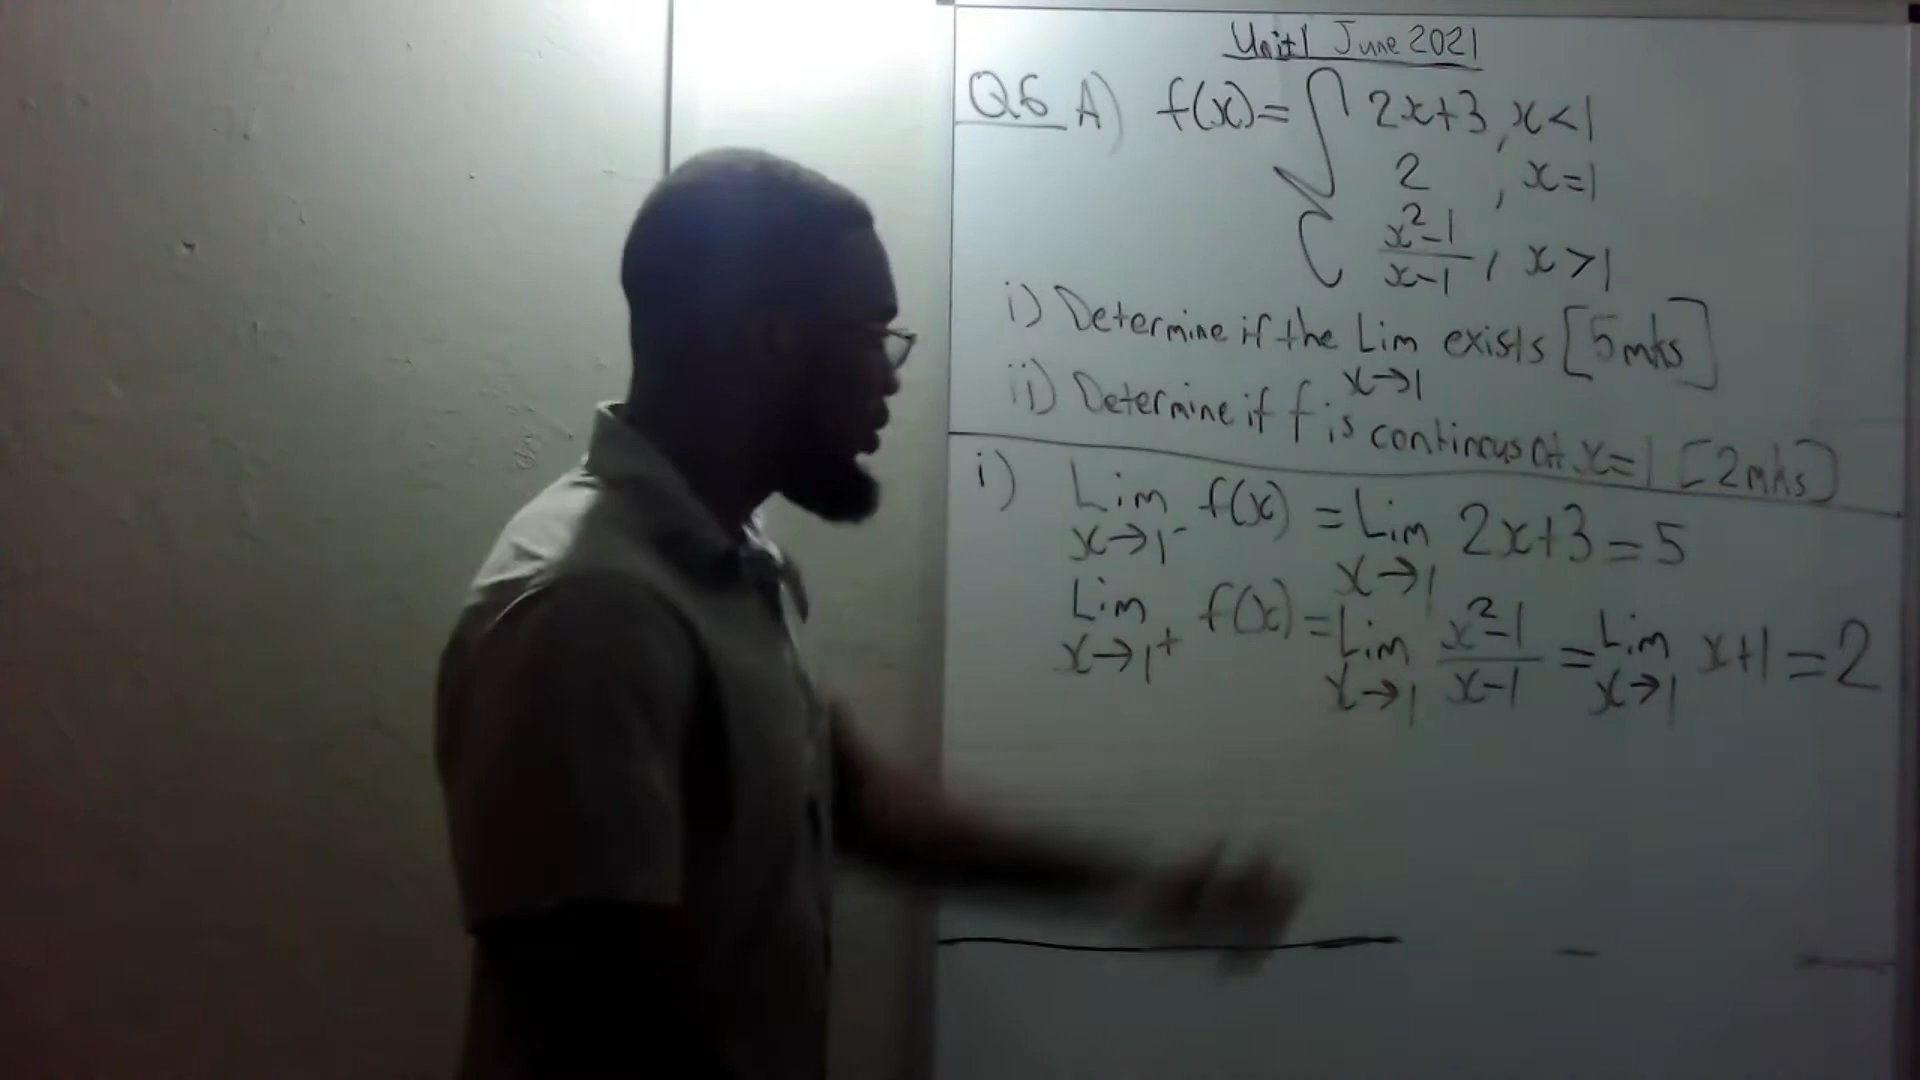 Unit 1 June 2021
Q6 A) f(x) = { 2x+3, x<1
2, x=1
x²-1/x-1, x>1
i) Determine if the Lim x→1 exists [5mks]
ii) Determine if f is continous at x=1 [2mks]
i) Lim x→1⁻ f(x) = Lim x→1 2x+3 = 5
Lim x→1⁺ f(x) = Lim x→1 x²-1/x-1 = Lim x→1 x+1 = 2